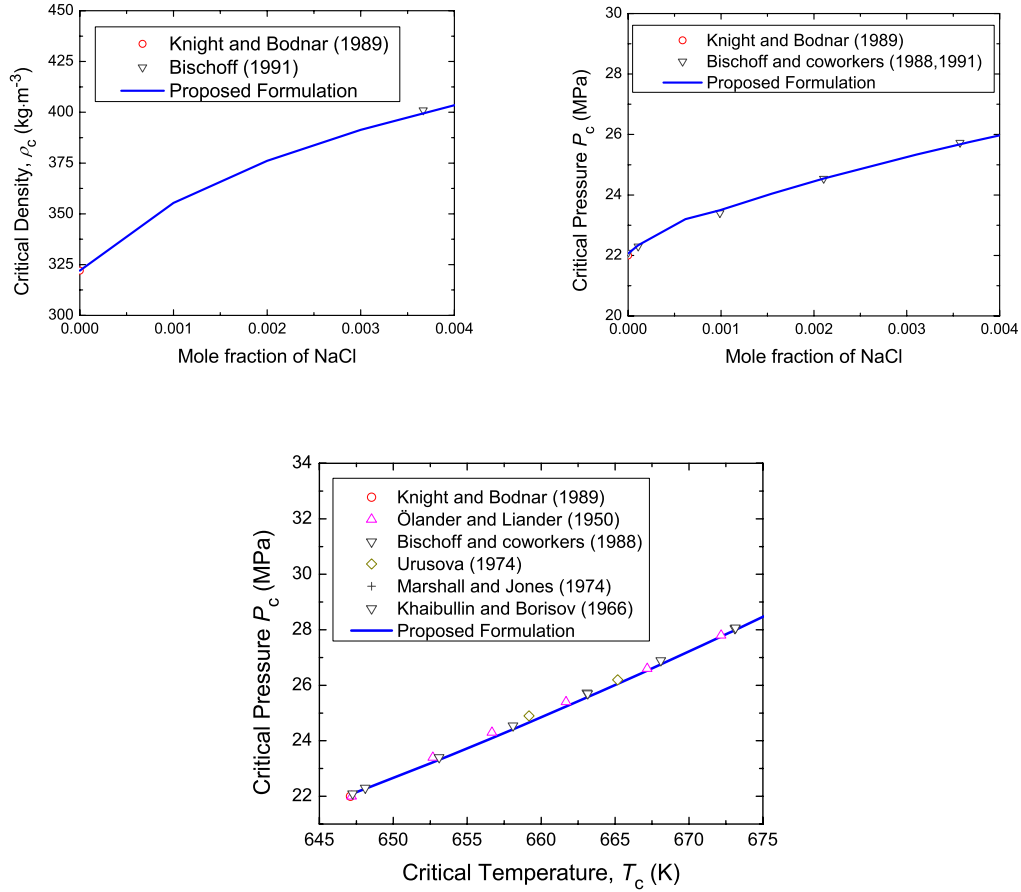 450
425
400
375
350
325
300
Critical Density, ρc (kg·m-3)
Knight and Bodnar (1989)
Bischoff (1991)
Proposed Formulation
0.000 0.001 0.002 0.003 0.004
Mole fraction of NaCl
30
28
26
24
22
20
Critical Pressure Pc (MPa)
Knight and Bodnar (1989)
Bischoff and coworkers (1988,1991)
Proposed Formulation
0.000 0.001 0.002 0.003 0.004
Mole fraction of NaCl
34
32
30
28
26
24
22
Critical Pressure Pc (MPa)
Knight and Bodnar (1989)
Ölander and Liander (1950)
Bischoff and coworkers (1988)
Urusova (1974)
Marshall and Jones (1974)
Khaibullin and Borisov (1966)
Proposed Formulation
645 650 655 660 665 670 675
Critical Temperature, Tc (K)